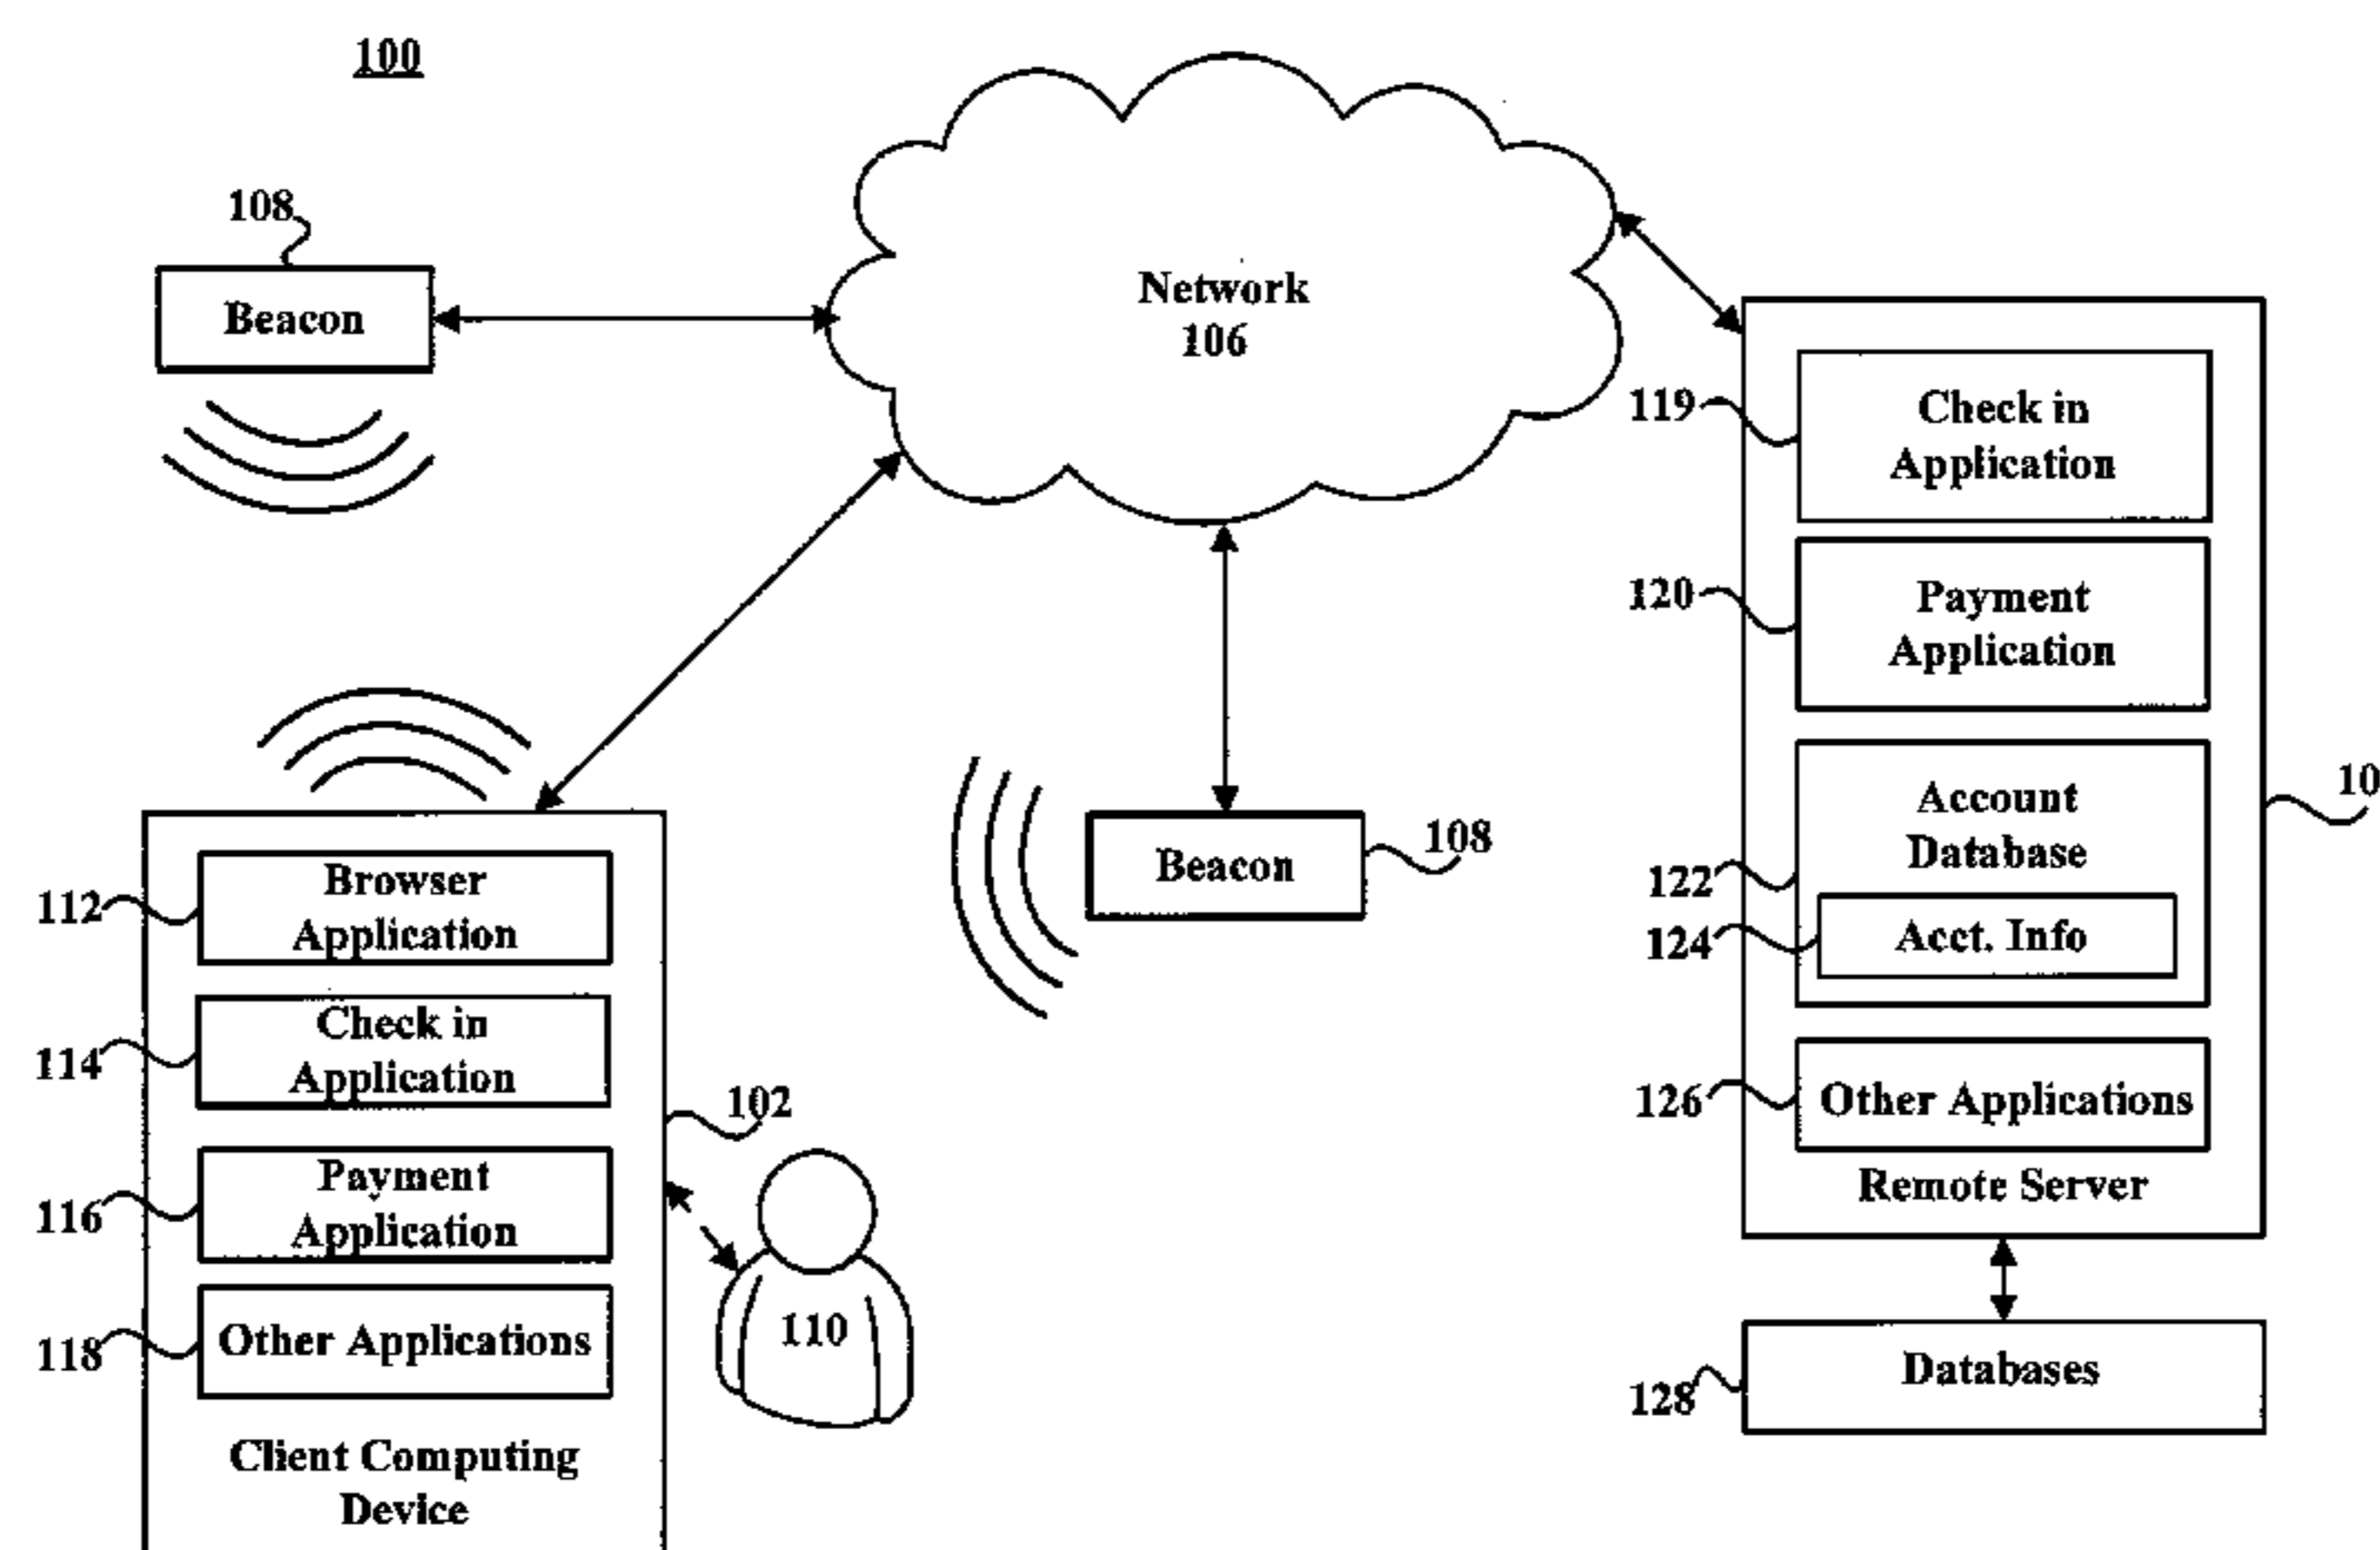 100
108
Beacon
Network
106
119
Check in
Application
120
Payment
Application
122
Account
Database
124
Acct. Info
10
126
Other Applications
Remote Server
128
Databases
Beacon
108
112
Browser
Application
114
Check in
Application
102
116
Payment
Application
118
Other Applications
110
Client Computing
Device